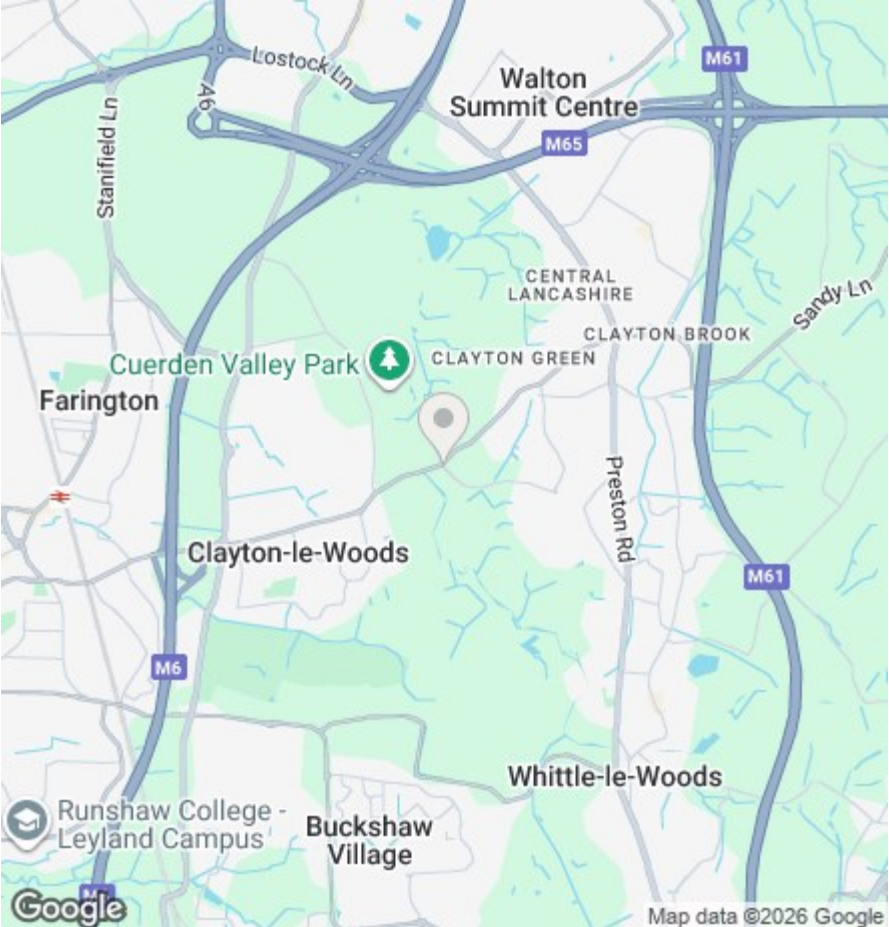 M61
Lostock Ln
Walton
Summit Centre
A6
M65
Stanifield Ln
CENTRAL
LANCASHIRE
Sandy Ln
CLAYTON BROOK
Cuerden Valley Park
CLAYTON GREEN
Farington
Preston Rd
Clayton-le-Woods
M61
M6
Whittle-le-Woods
Runshaw College -
Leyland Campus
Buckshaw
Village
Google
Map data ©2026 Google